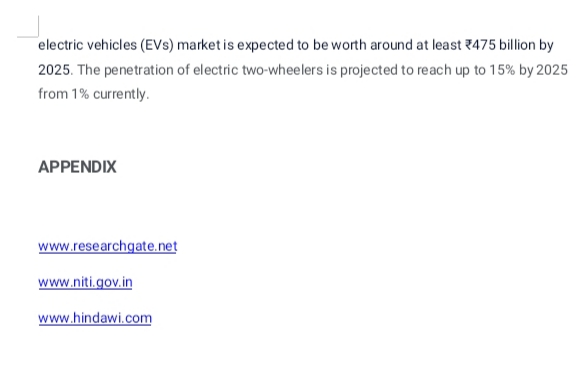 electric vehicles (EVs) market is expected to be worth around at least ₹475 billion by
2025. The penetration of electric two-wheelers is projected to reach up to 15% by 2025
from 1% currently.
APPENDIX
www.researchgate.net
www.niti.gov.in
www.hindawi.com